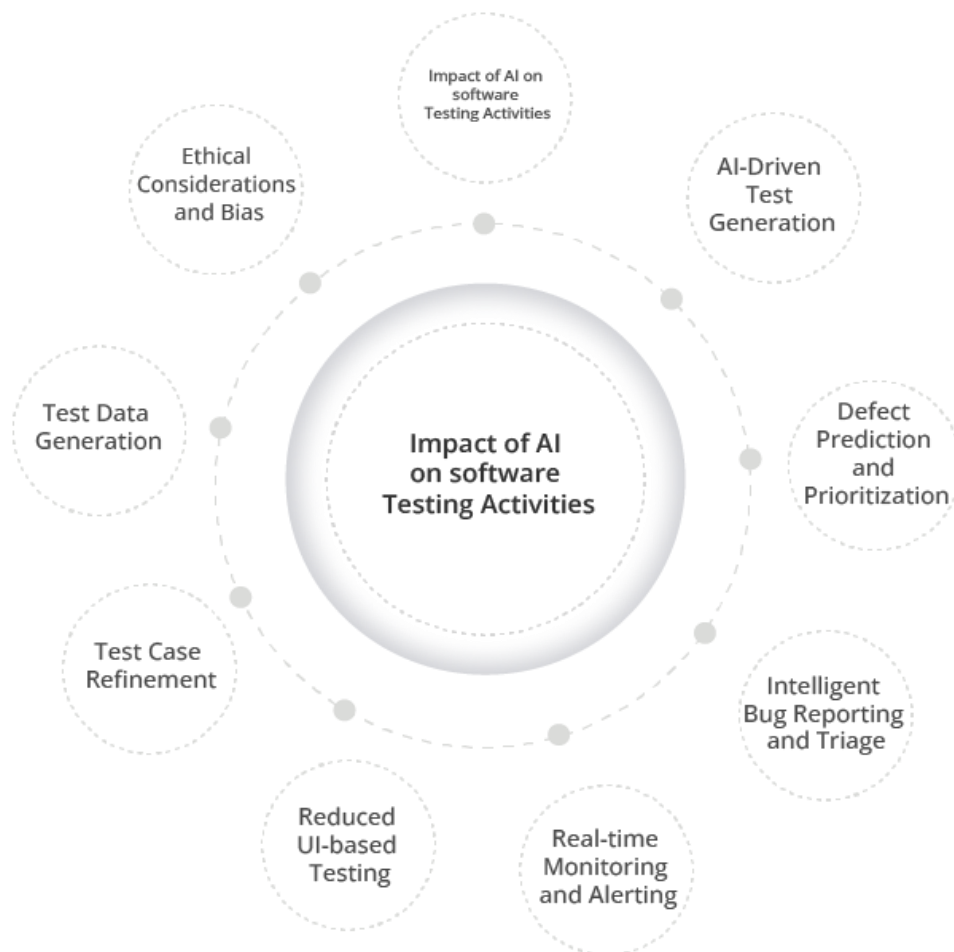 Impact of AI on
software
Testing Activities
AI-Driven
Test
Generation
Defect
Prediction
and
Prioritization
Intelligent
Bug Reporting
and Triage
Real-time
Monitoring
and Alerting
Reduced
UI-based
Testing
Test Case
Refinement
Test Data
Generation
Ethical
Considerations
and Bias
Impact of AI
on software
Testing Activities